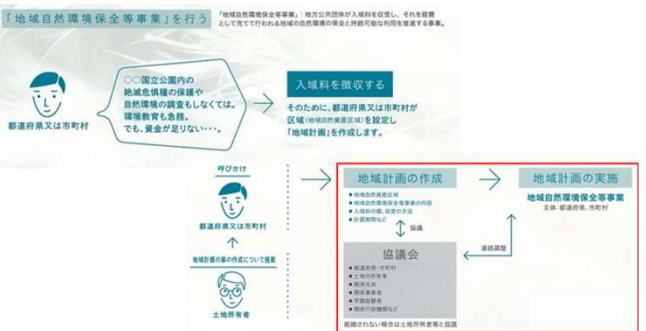 「地域自然環境保全等事業」を行う
「地域自然環境保全等事業」：地方公共団体が入域料を収受し、それを経費
として充てて行われる地域の自然環境の保全と持続可能な利用を推進する事業。
〇〇国立公園内の
絶滅危惧種の保護や
自然環境の調査もしなくては。
環境教育も急務。
でも、資金が足りない・・・。
都道府県又は市町村
入域料を徴収する
そのために、都道府県又は市町村が
区域（地域自然資産区域）を設定し
「地域計画」を作成します。
呼びかけ
都道府県又は市町村
地域計画の案の作成について提案
土地所有者
地域計画の作成
●地域自然資産区域
●地域自然環境保全等事業の内容
●入域料の額、収受の方法
●計画期間など
協議
協議会
●都道府県・市町村
●土地の所有者
●関係住民
●関係事業者
●学識経験者
●関係行政機関など
組織されない場合は土地所有者等と協議
連絡調整
地域計画の実施
地域自然環境保全等事業
主体：都道府県、市町村